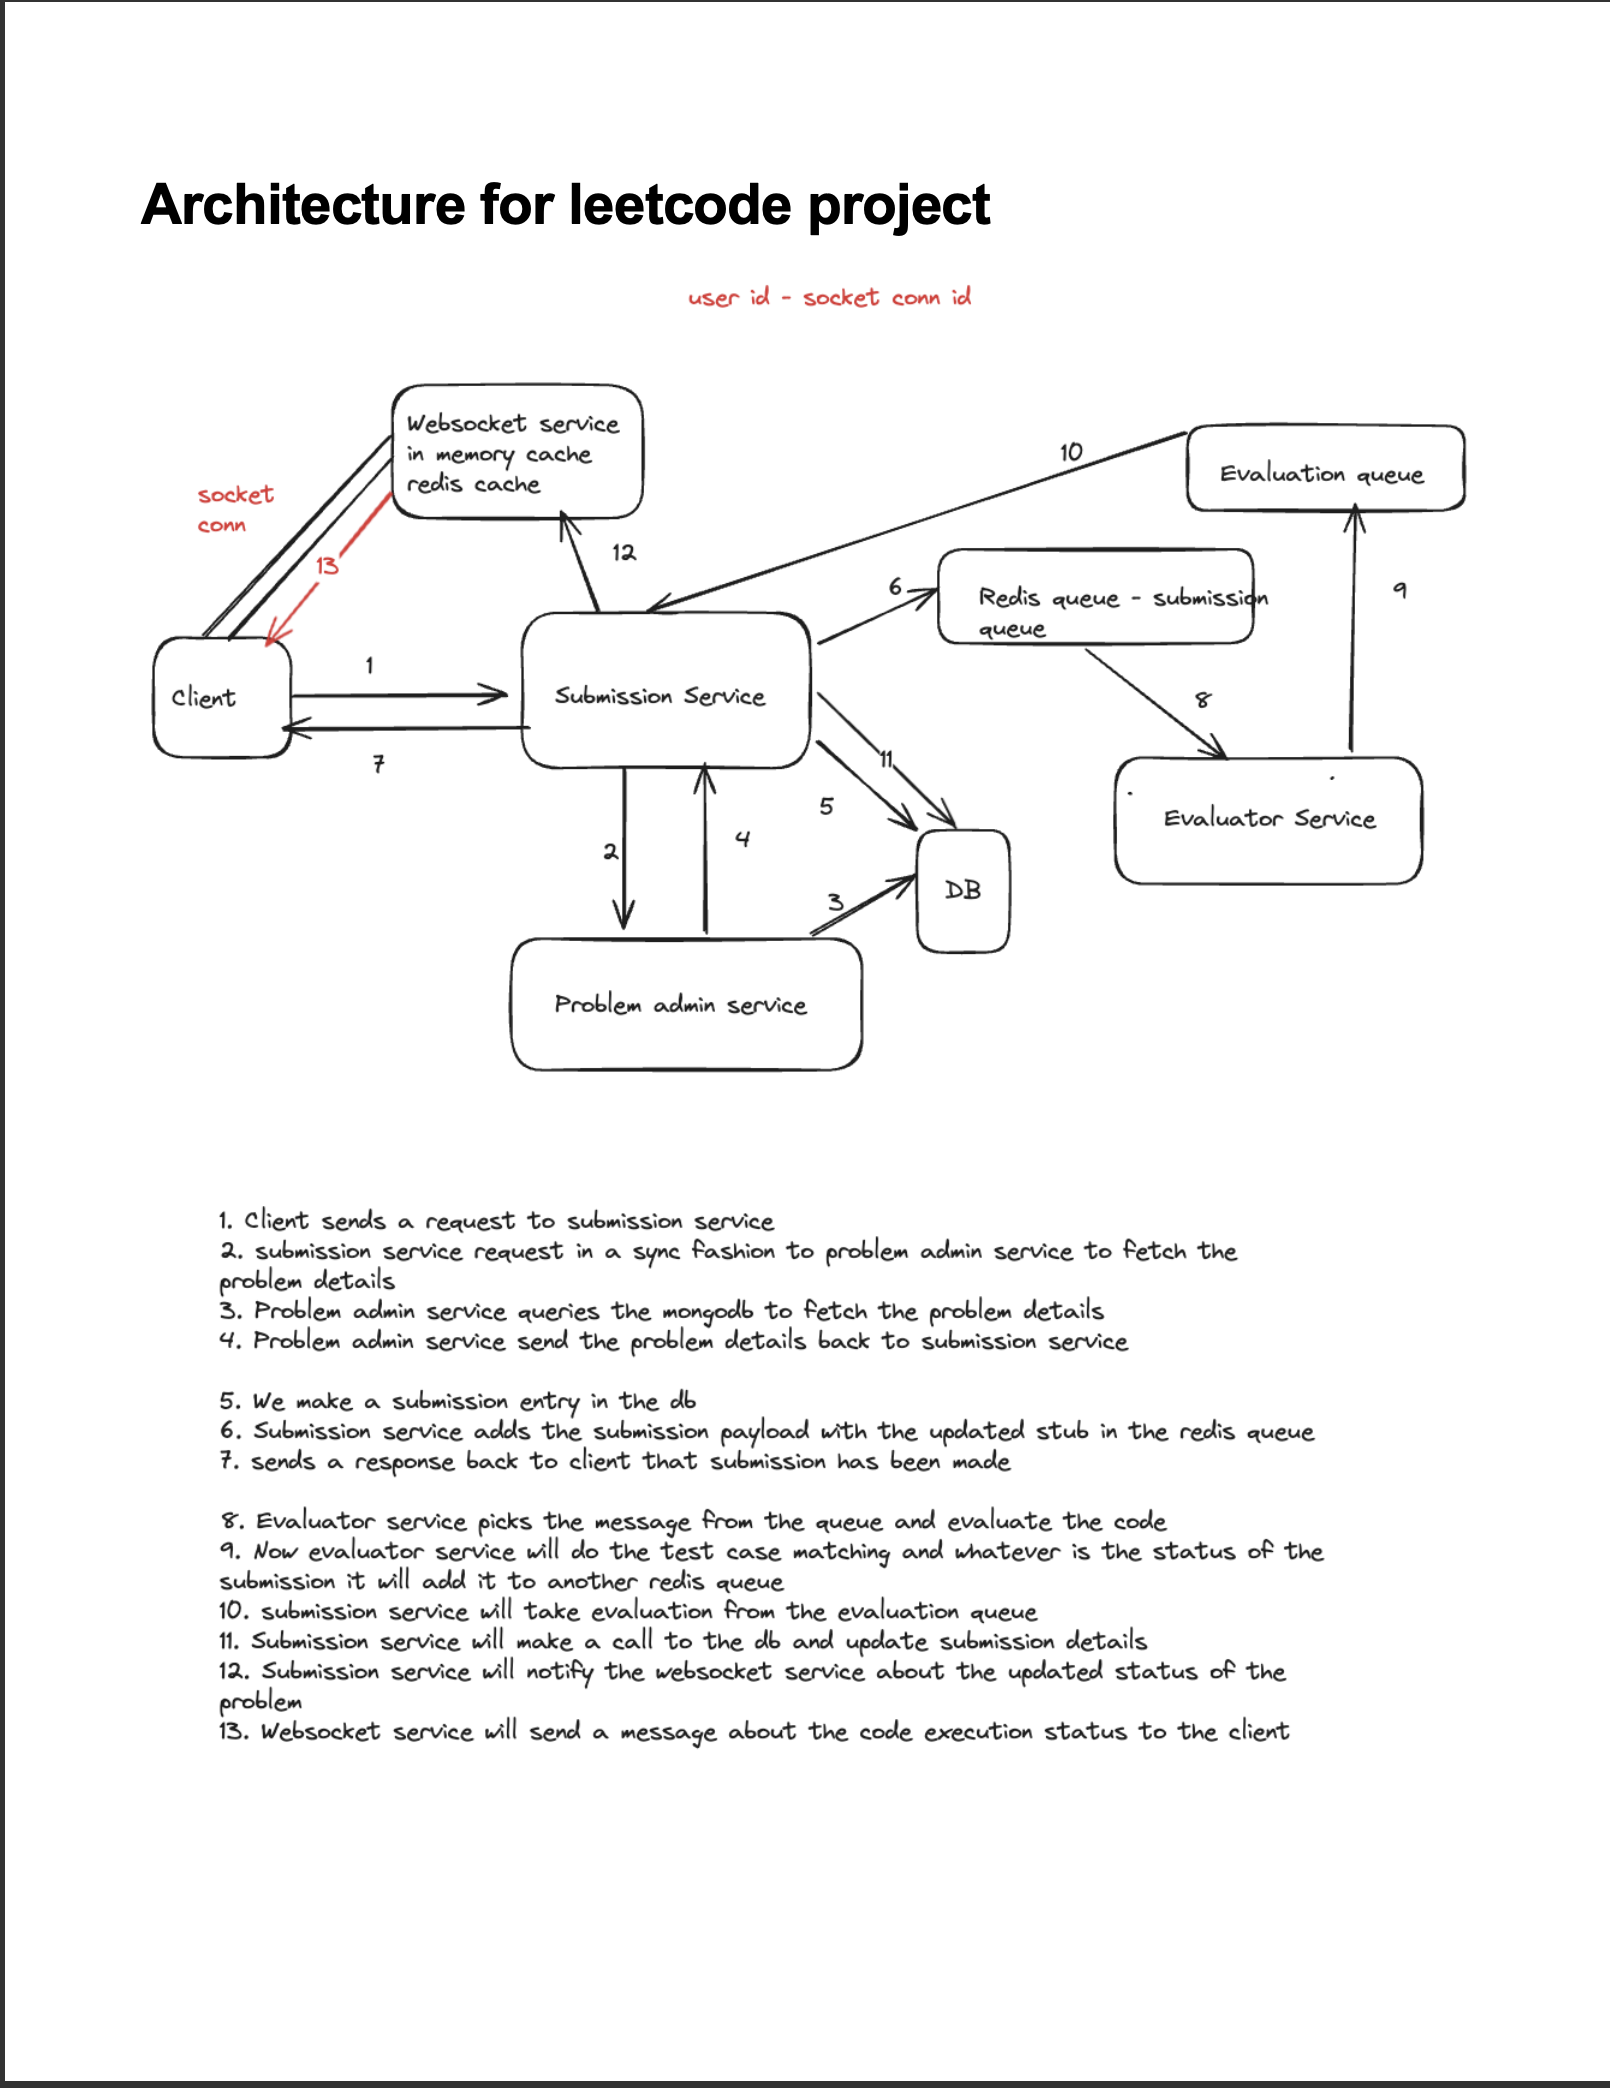 Architecture for leetcode project
user id - socket conn id
Websocket service
in memory cache
redis cache
socket
conn
13
12
10
Evaluation queue
6
Redis queue - submission
queue
9
1
Client
Submission Service
7
8
11
5
2
4
3
DB
Evaluator Service
Problem admin service
1. Client sends a request to submission service
2. submission service request in a sync fashion to problem admin service to fetch the
problem details
3. Problem admin service queries the mongodb to fetch the problem details
4. Problem admin service send the problem details back to submission service
5. We make a submission entry in the db
6. Submission service adds the submission payload with the updated stub in the redis queue
7. sends a response back to client that submission has been made
8. Evaluator service picks the message from the queue and evaluate the code
9. Now evaluator service will do the test case matching and whatever is the status of the
submission it will add it to another redis queue
10. submission service will take evaluation from the evaluation queue
11. Submission service will make a call to the db and update submission details
12. Submission service will notify the websocket service about the updated status of the
problem
13. Websocket service will send a message about the code execution status to the client